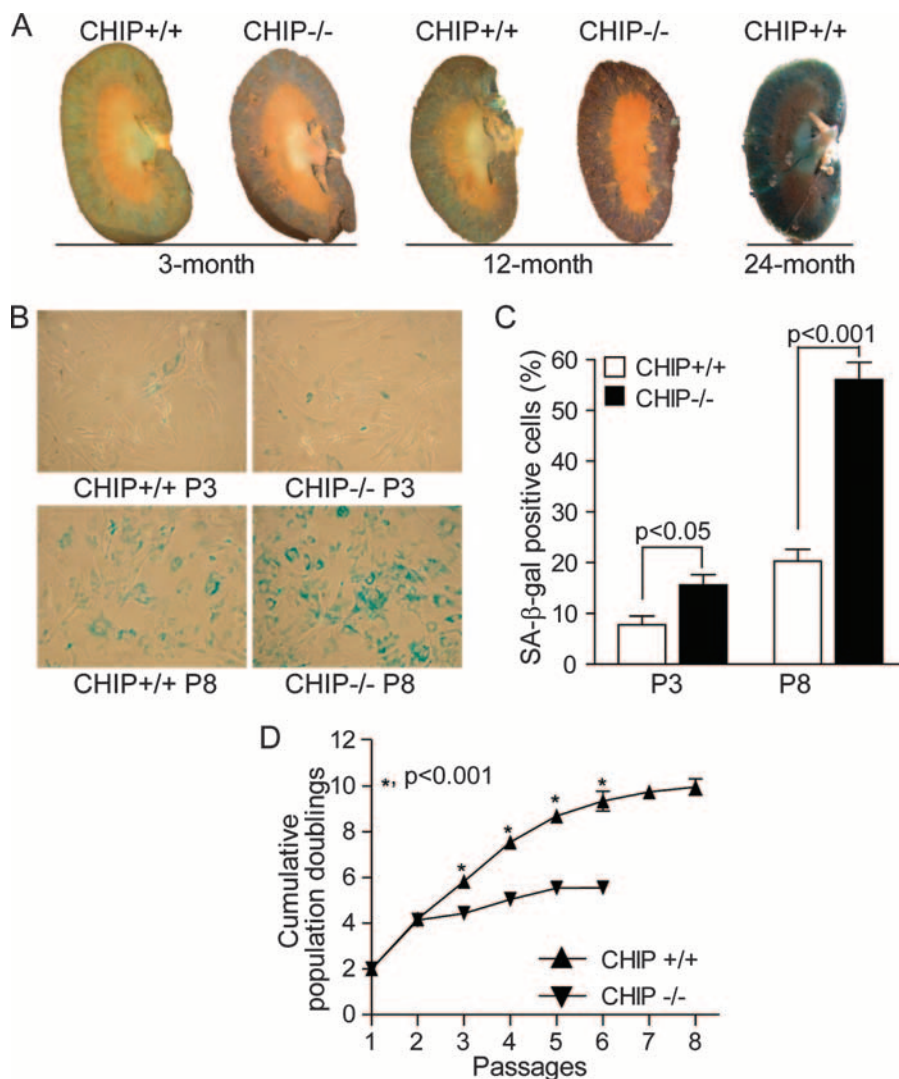 A
CHIP+/+ CHIP-/- CHIP+/+ CHIP-/- CHIP+/+
3-month 12-month 24-month
B
CHIP+/+ P3 CHIP-/- P3
CHIP+/+ P8 CHIP-/- P8
C
SA-β-gal positive cells (%)
60
50
40
30
20
10
0
CHIP+/+
CHIP-/-
p<0.001
p<0.05
P3 P8
D
Cumulative
population doublings
12
10
8
6
4
2
0
*, p<0.001
* * * *
CHIP +/+
CHIP -/-
1 2 3 4 5 6 7 8
Passages